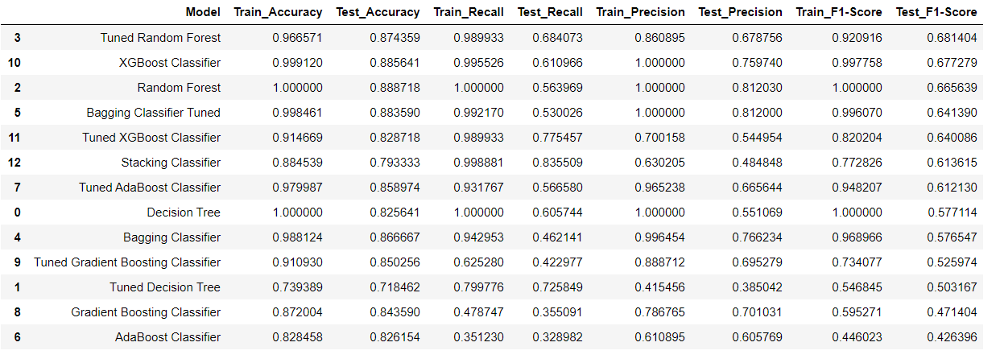 Model Train_Accuracy Test_Accuracy Train_Recall Test_Recall Train_Precision Test_Precision Train_F1-Score Test_F1-Score
3 Tuned Random Forest 0.966571 0.874359 0.989933 0.684073 0.860895 0.678756 0.920916 0.681404
10 XGBoost Classifier 0.999120 0.885641 0.995526 0.610966 1.000000 0.759740 0.997758 0.677279
2 Random Forest 1.000000 0.888718 1.000000 0.563969 1.000000 0.812030 1.000000 0.665639
5 Bagging Classifier Tuned 0.998461 0.883590 0.992170 0.530026 1.000000 0.812000 0.996070 0.641390
11 Tuned XGBoost Classifier 0.914669 0.828718 0.989933 0.775457 0.700158 0.544954 0.820204 0.640086
12 Stacking Classifier 0.884539 0.793333 0.998881 0.835509 0.630205 0.484848 0.772826 0.613615
7 Tuned AdaBoost Classifier 0.979987 0.858974 0.931767 0.566580 0.965238 0.665644 0.948207 0.612130
0 Decision Tree 1.000000 0.825641 1.000000 0.605744 1.000000 0.551069 1.000000 0.577114
4 Bagging Classifier 0.988124 0.866667 0.942953 0.462141 0.996454 0.766234 0.968966 0.576547
9 Tuned Gradient Boosting Classifier 0.910930 0.850256 0.625280 0.422977 0.888712 0.695279 0.734077 0.525974
1 Tuned Decision Tree 0.739389 0.718462 0.799776 0.725849 0.415456 0.385042 0.546845 0.503167
8 Gradient Boosting Classifier 0.872004 0.843590 0.478747 0.355091 0.786765 0.701031 0.595271 0.471404
6 AdaBoost Classifier 0.828458 0.826154 0.351230 0.328982 0.610895 0.605769 0.446023 0.426396